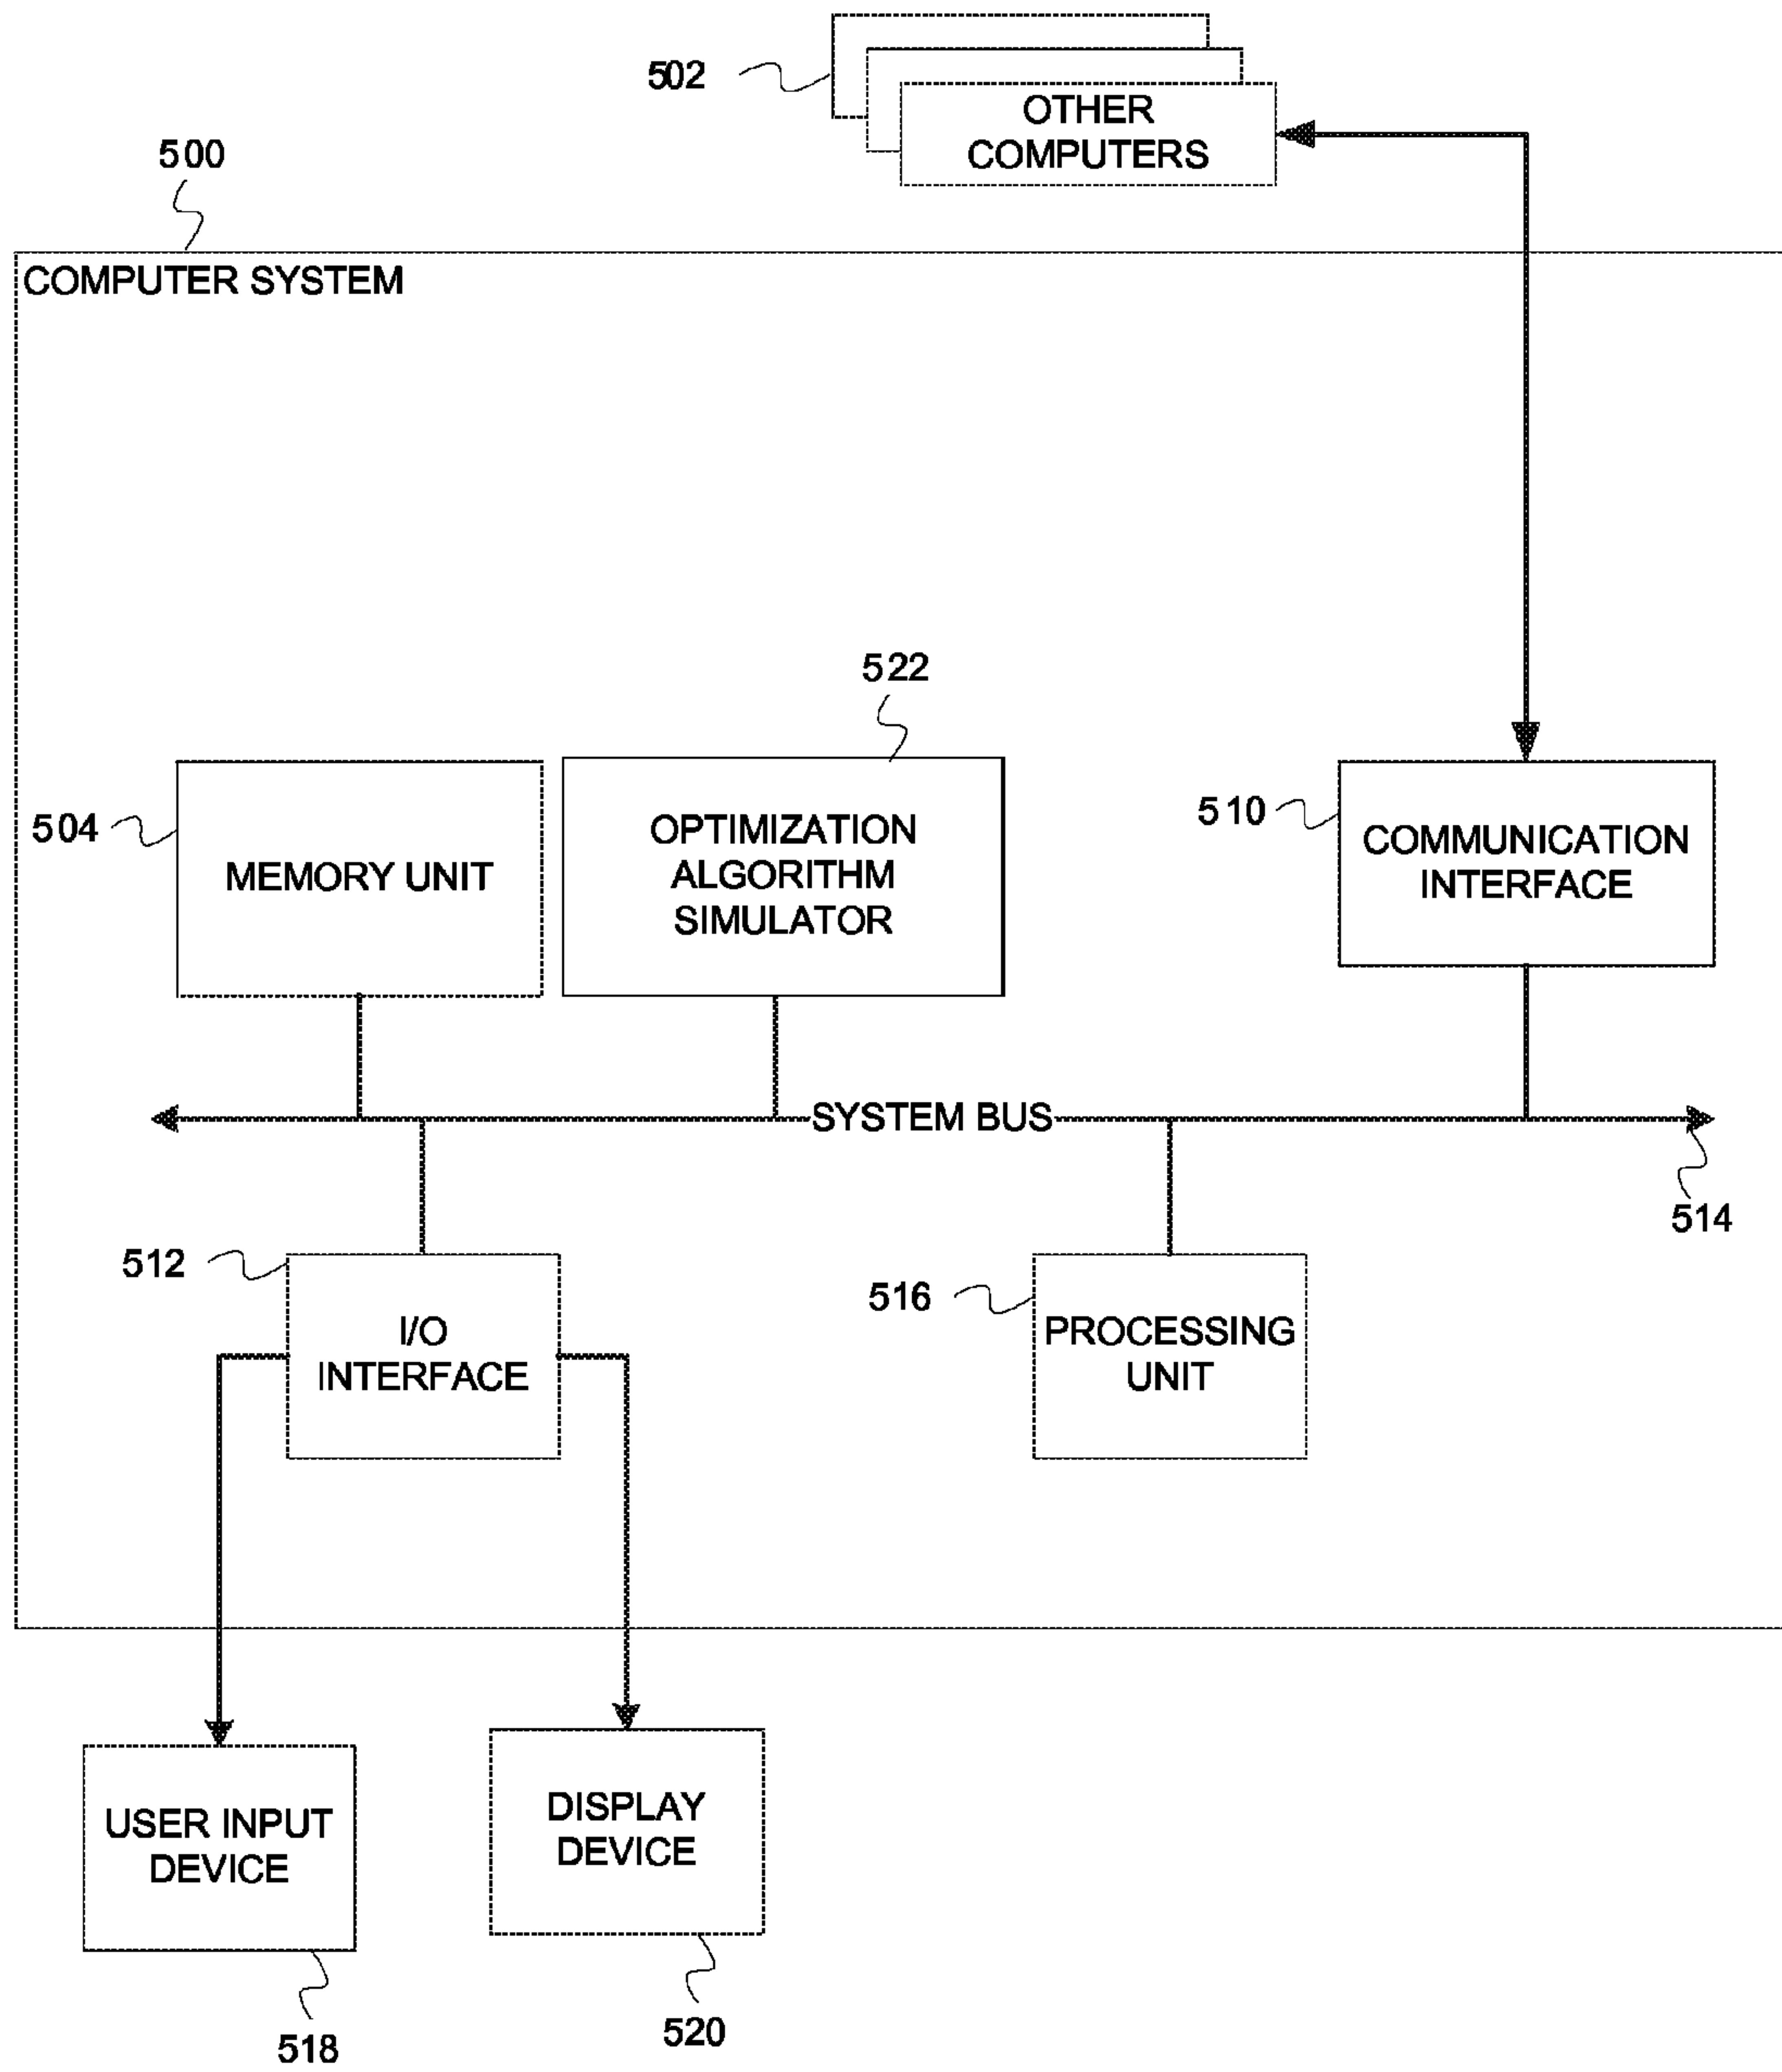 502
OTHER
COMPUTERS
500
COMPUTER SYSTEM
522
504
MEMORY UNIT
OPTIMIZATION
ALGORITHM
SIMULATOR
510
COMMUNICATION
INTERFACE
SYSTEM BUS
514
512
I/O
INTERFACE
516
PROCESSING
UNIT
USER INPUT
DEVICE
DISPLAY
DEVICE
518
520